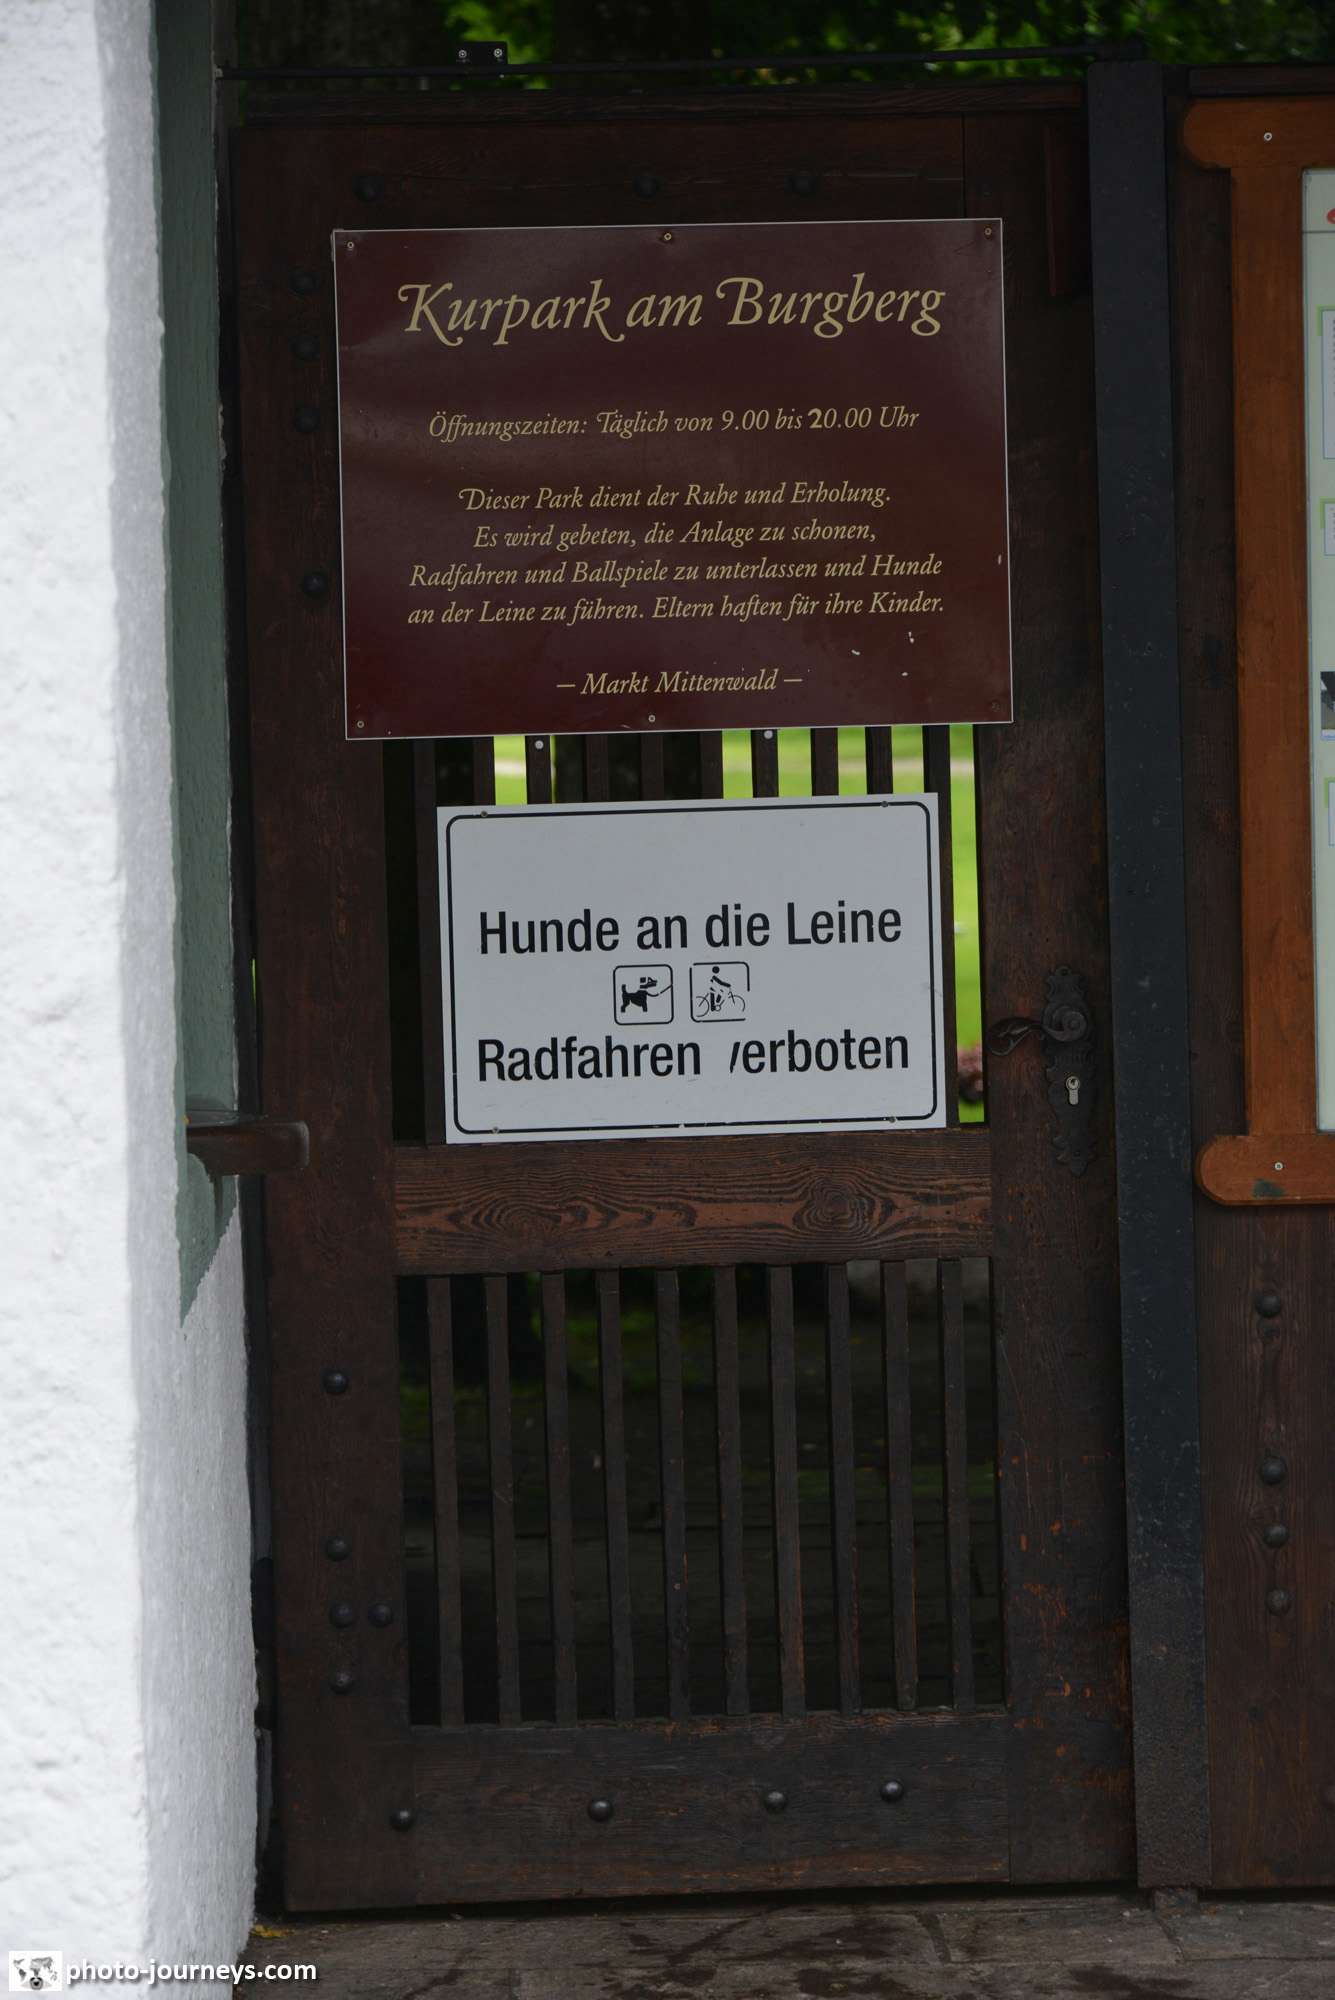 Kurpark am Burgberg
Öffnungszeiten: Täglich von 9.00 bis 20.00 Uhr
Dieser Park dient der Ruhe und Erholung.
Es wird gebeten, die Anlage zu schonen,
Radfahren und Ballspiele zu unterlassen und Hunde
an der Leine zu führen. Eltern haften für ihre Kinder.
– Markt Mittenwald –
Hunde an die Leine
Radfahren verboten
photo-journeys.com